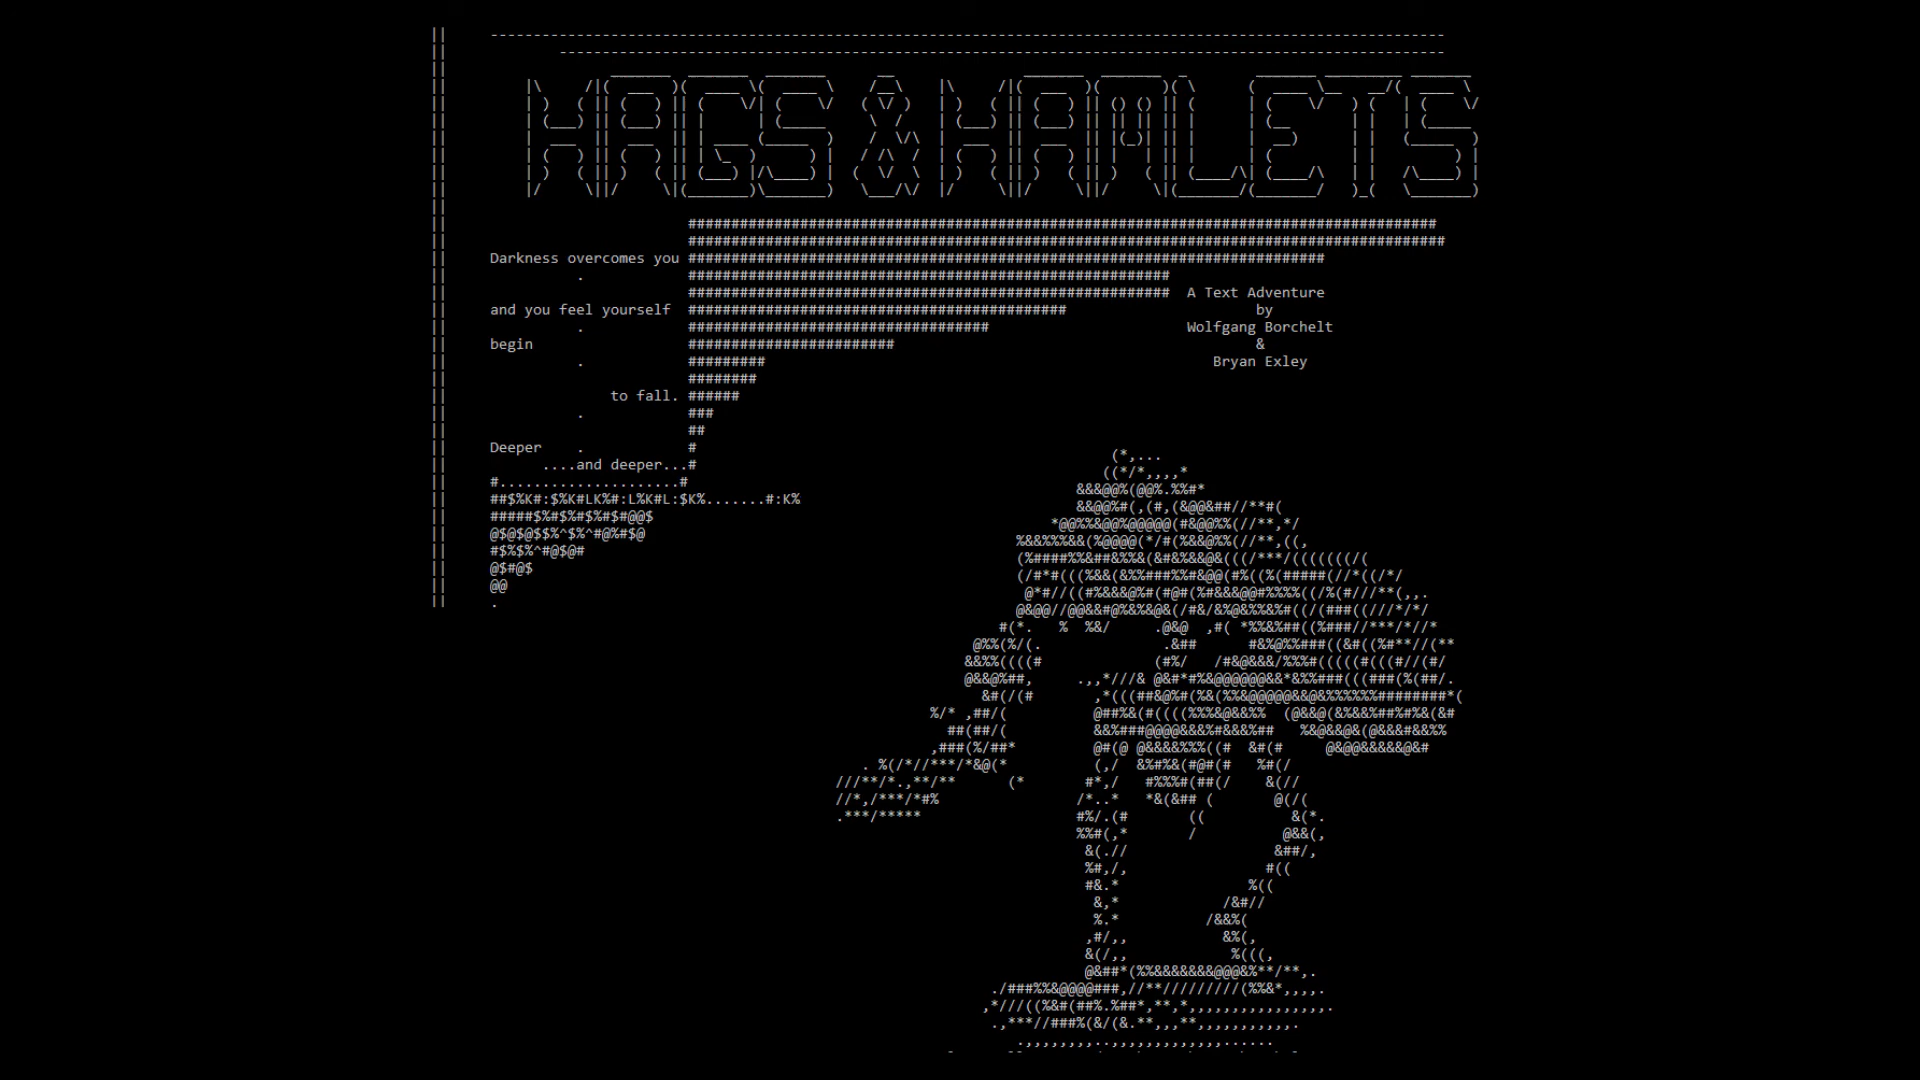 HAGS & HAMLETS
Darkness overcomes you
.
and you feel yourself
.
begin
.
to fall.
.
Deeper .
....and deeper...
A Text Adventure
by
Wolfgang Borchelt
&
Bryan Exley